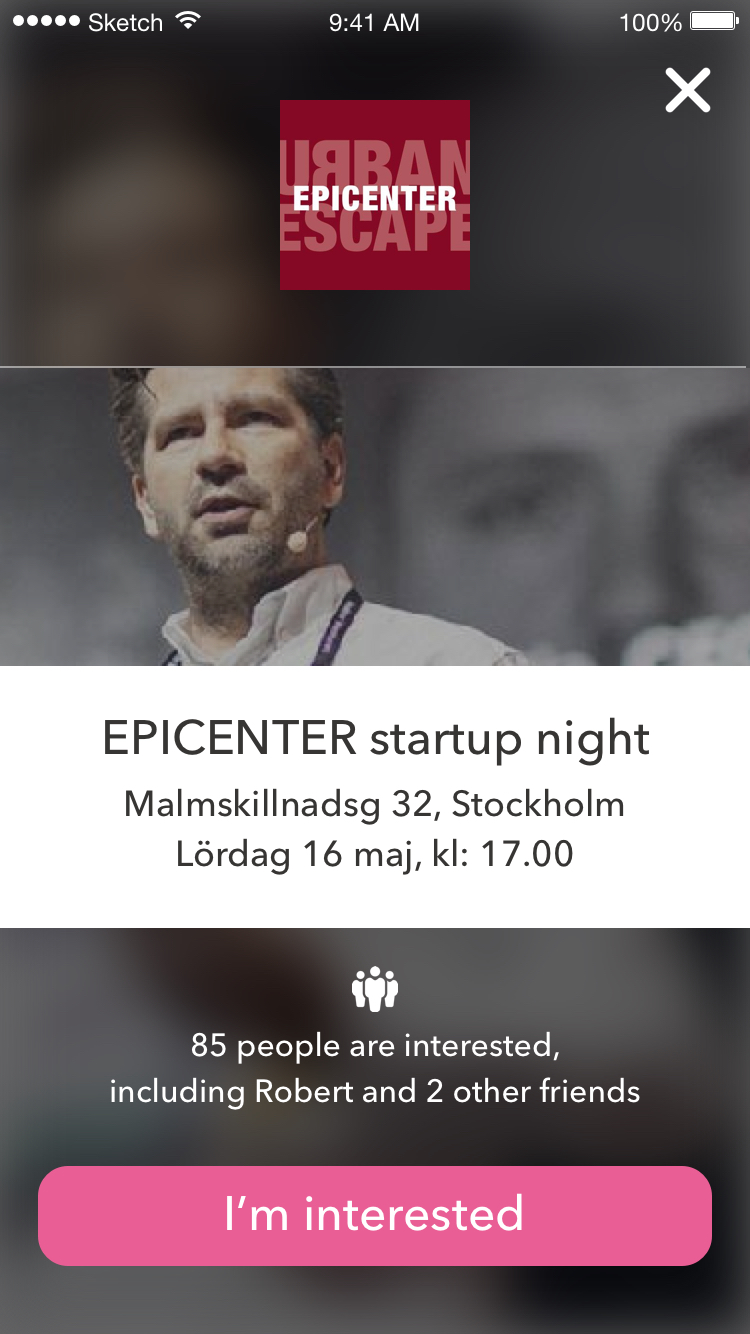 Sketch 9:41 AM 100%
URBAN
EPICENTER
ESCAPE
EPICENTER startup night
Malmskillnadsg 32, Stockholm
Lördag 16 maj, kl: 17.00
85 people are interested,
including Robert and 2 other friends
I’m interested